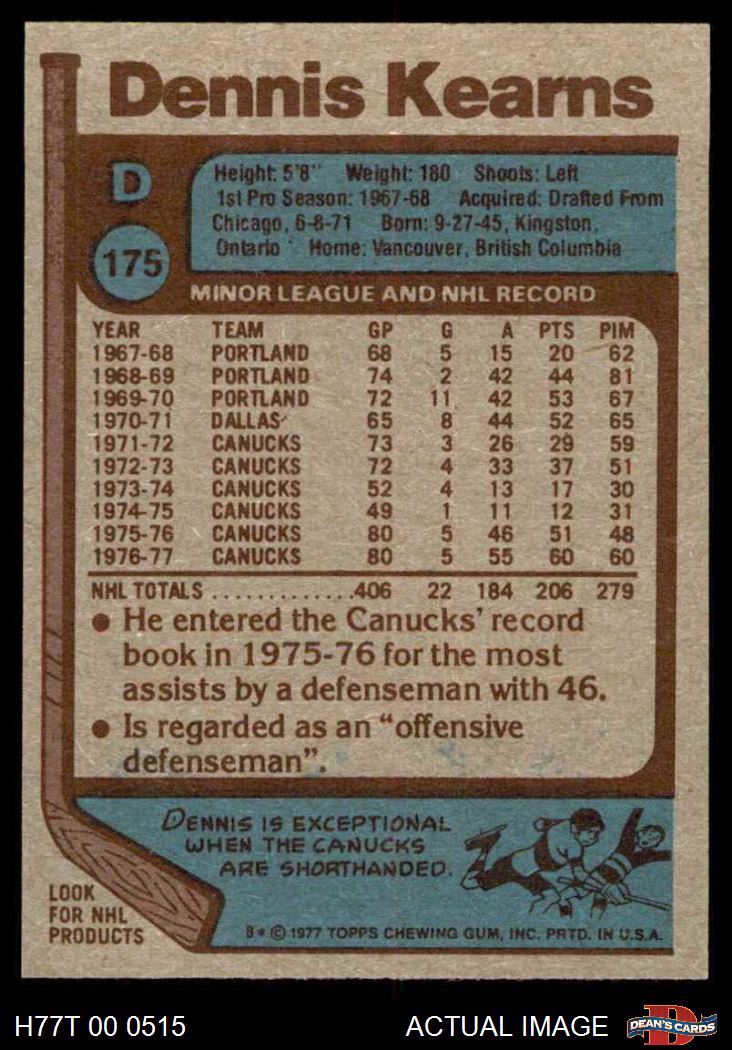 Dennis Kearns
D
175
Height: 5'8" Weight: 180 Shoots: Left
1st Pro Season: 1967-68 Acquired: Drafted From
Chicago, 6-8-71 Born: 9-27-45, Kingston,
Ontario Home: Vancouver, British Columbia
MINOR LEAGUE AND NHL RECORD
YEAR TEAM GP G A PTS PIM
1967-68 PORTLAND 68 5 15 20 62
1968-69 PORTLAND 74 2 42 44 81
1969-70 PORTLAND 72 11 42 53 67
1970-71 DALLAS 65 8 44 52 65
1971-72 CANUCKS 73 3 26 29 59
1972-73 CANUCKS 72 4 33 37 51
1973-74 CANUCKS 52 4 13 17 30
1974-75 CANUCKS 49 1 11 12 31
1975-76 CANUCKS 80 5 46 51 48
1976-77 CANUCKS 80 5 55 60 60
NHL TOTALS .............406 22 184 206 279
● He entered the Canucks' record
book in 1975-76 for the most
assists by a defenseman with 46.
● Is regarded as an "offensive
defenseman".
DENNIS IS EXCEPTIONAL
WHEN THE CANUCKS
ARE SHORTHANDED.
LOOK
FOR NHL
PRODUCTS
B* © 1977 TOPPS CHEWING GUM, INC. PRTD. IN U.S.A.
H77T 00 0515 ACTUAL IMAGE
D
DEAN'S CARDS